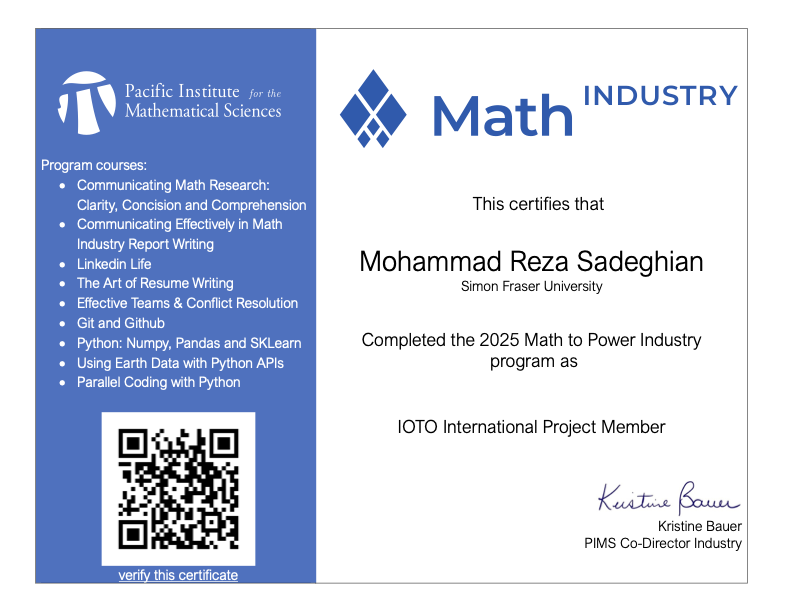 Pacific Institute for the
Mathematical Sciences
Program courses:
• Communicating Math Research:
Clarity, Concision and Comprehension
• Communicating Effectively in Math
Industry Report Writing
• Linkedin Life
• The Art of Resume Writing
• Effective Teams & Conflict Resolution
• Git and Github
• Python: Numpy, Pandas and SKLearn
• Using Earth Data with Python APIs
• Parallel Coding with Python
verify this certificate
Math INDUSTRY
This certifies that
Mohammad Reza Sadeghian
Simon Fraser University
Completed the 2025 Math to Power Industry
program as
IOTO International Project Member
Kristine Bauer
Kristine Bauer
PIMS Co-Director Industry